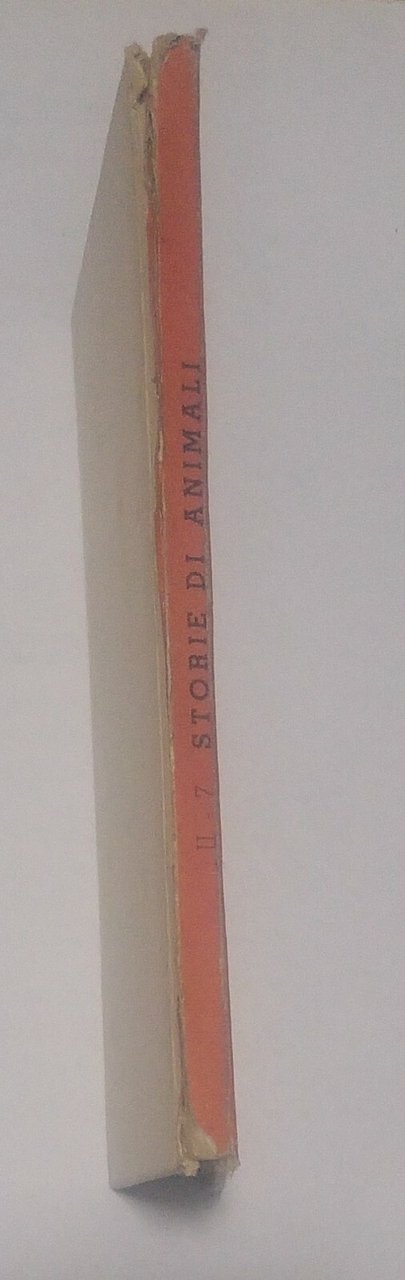 II - 7 STORIE DI ANIMALI